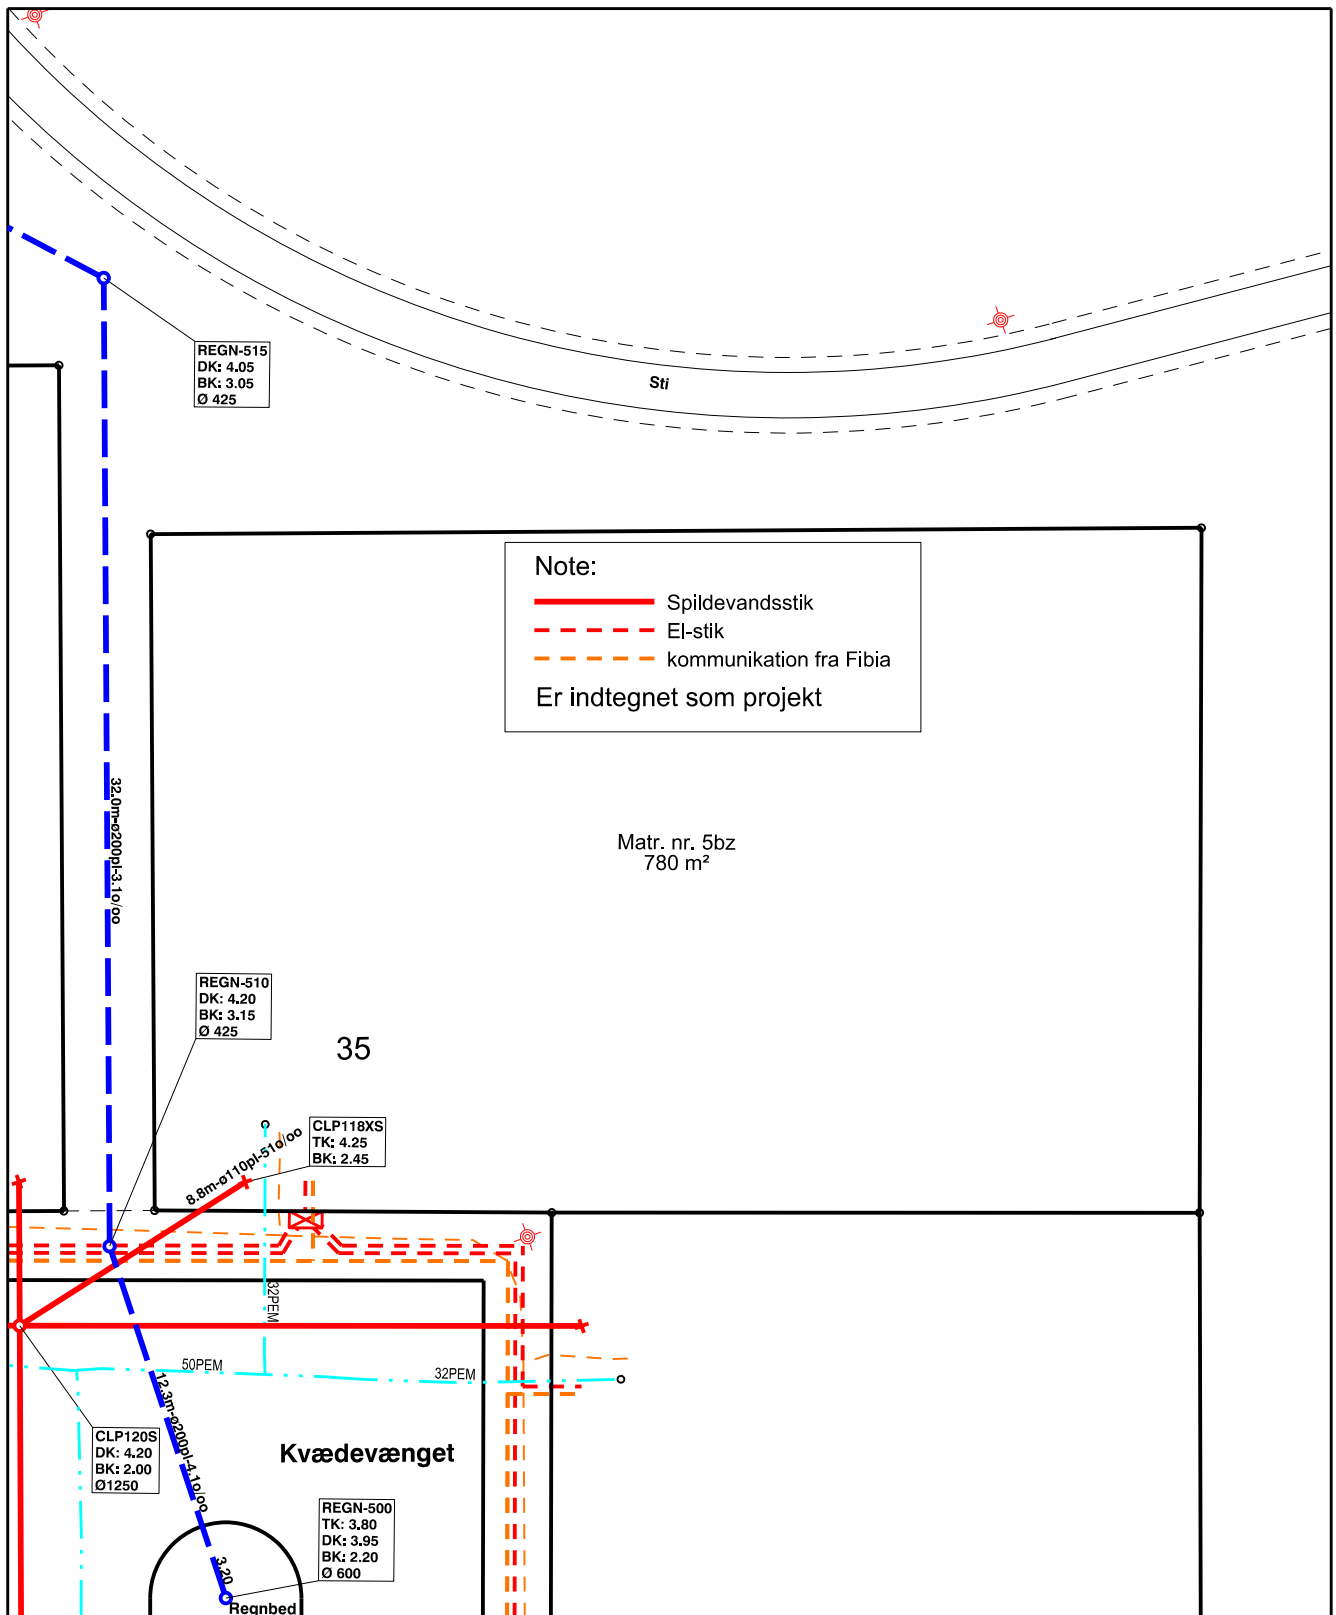 REGN-515
DK: 4.05
BK: 3.05
Ø 425
Sti
Note:
Spildevandsstik
El-stik
kommunikation fra Fibia
Er indtegnet som projekt
32.0m-ø200pl-3.1o/oo
Matr. nr. 5bz
780 m²
REGN-510
DK: 4.20
BK: 3.15
Ø 425
35
CLP118XS
TK: 4.25
BK: 2.45
8.8m-ø110pl-51o/oo
32PEM
50PEM
32PEM
12.3m-ø200pl-4.1o/oo
CLP120S
DK: 4.20
BK: 2.00
Ø1250
Kvædevænget
REGN-500
TK: 3.80
DK: 3.95
BK: 2.20
Ø 600
3.20
Regnbed